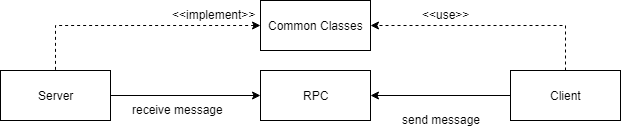 <<implement>>
Common Classes
<<use>>
Server
RPC
Client
receive message
send message